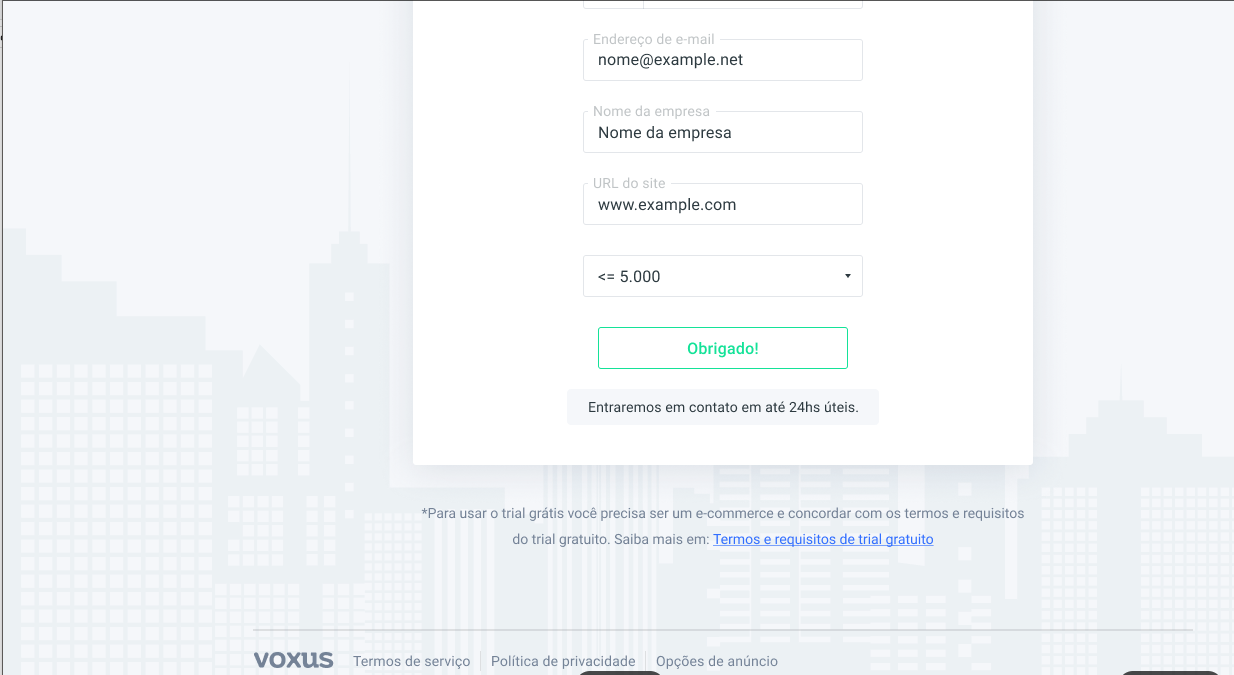 Endereço de e-mail
nome@example.net
Nome da empresa
Nome da empresa
URL do site
www.example.com
<= 5.000
Obrigado!
Entraremos em contato em até 24hs úteis.
*Para usar o trial grátis você precisa ser um e-commerce e concordar com os termos e requisitos
do trial gratuito. Saiba mais em: Termos e requisitos de trial gratuito
voxus Termos de serviço Política de privacidade Opções de anúncio